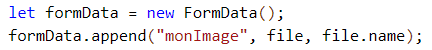 let formData = new FormData();
formData.append("monImage", file, file.name);